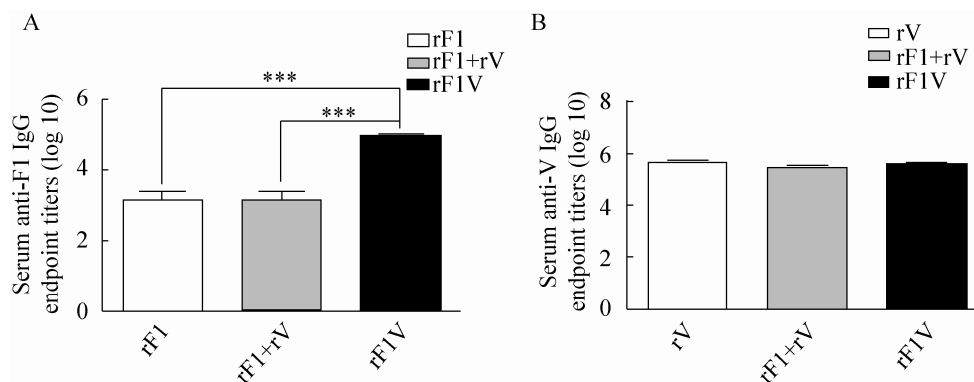 A
rF1
rF1+rV
rF1V
***
***
Serum anti-F1 IgG
endpoint titers (log 10)
6
4
2
0
rF1
rF1+rV
rF1V
B
rV
rF1+rV
rF1V
Serum anti-V IgG
endpoint titers (log 10)
8
6
4
2
0
rV
rF1+rV
rF1V